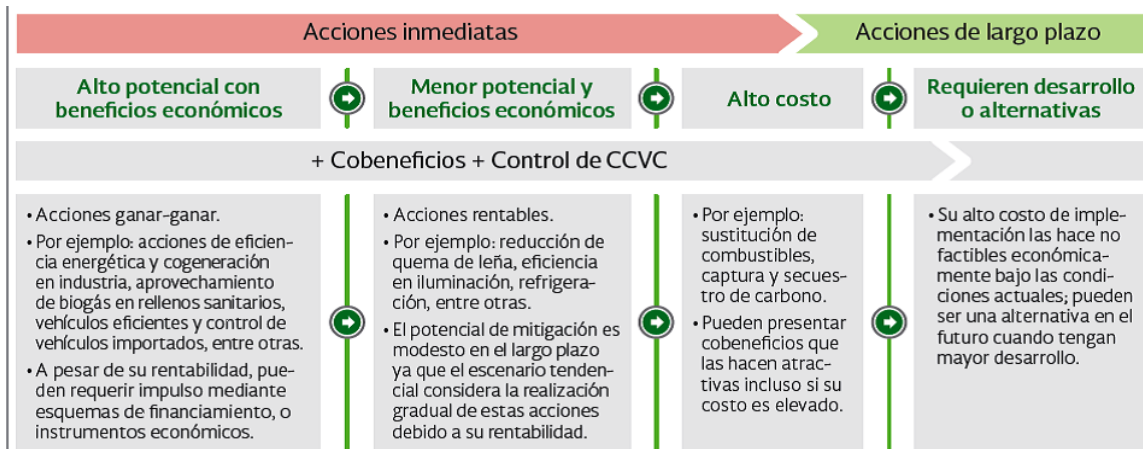 Acciones inmediatas
Acciones de largo plazo
Alto potencial con
beneficios económicos
Menor potencial y
beneficios económicos
Alto costo
Requieren desarrollo
o alternativas
+ Cobeneficios + Control de CCVC
• Acciones ganar-ganar.
• Por ejemplo: acciones de eficien-
cia energética y cogeneración
en industria, aprovechamiento
de biogás en rellenos sanitarios,
vehículos eficientes y control de
vehículos importados, entre otras.
• A pesar de su rentabilidad, pue-
den requerir impulso mediante
esquemas de financiamiento, o
instrumentos económicos.
• Acciones rentables.
• Por ejemplo: reducción de
quema de leña, eficiencia
en iluminación, refrigera-
ción, entre otras.
• El potencial de mitigación es
modesto en el largo plazo
ya que el escenario tenden-
cial considera la realización
gradual de estas acciones
debido a su rentabilidad.
• Por ejemplo:
sustitución de
combustibles,
captura y secues-
tro de carbono.
• Pueden presentar
cobeneficios que
las hacen atrac-
tivas incluso si su
costo es elevado.
• Su alto costo de imple-
mentación las hace no
factibles económica-
mente bajo las condi-
ciones actuales; pueden
ser una alternativa en el
futuro cuando tengan
mayor desarrollo.